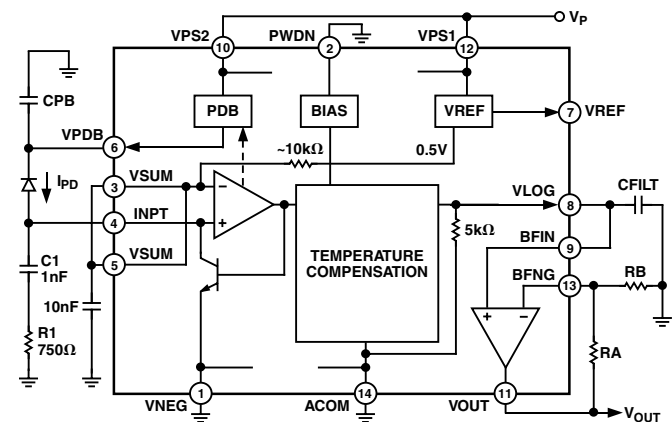 VP
VPS2
PWDN
VPS1
10
2
12
CPB
PDB
BIAS
VREF
7
VREF
VPDB
6
~10kΩ
0.5V
IPD
3
VSUM
−
VLOG
CFILT
8
4
INPT
+
5kΩ
BFIN
9
C1
1nF
5
VSUM
TEMPERATURE
COMPENSATION
BFNG
13
RB
10nF
+
−
R1
750Ω
RA
1
14
11
VNEG
ACOM
VOUT
VOUT